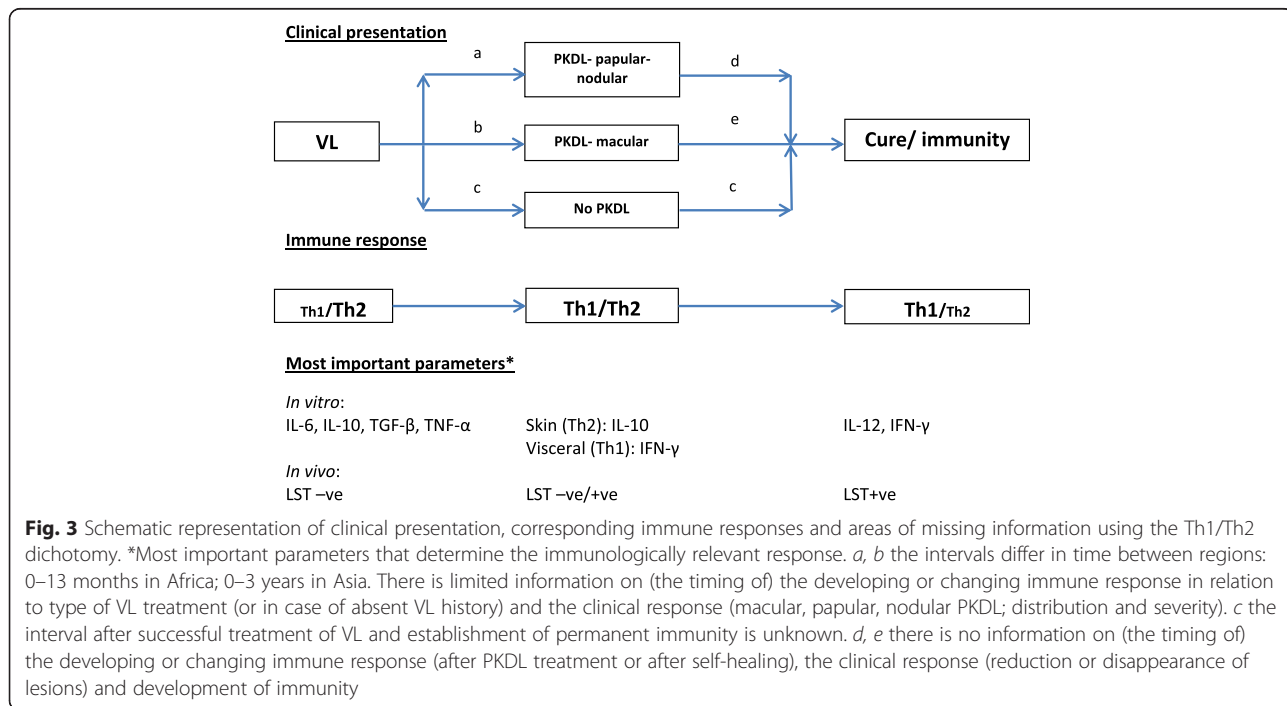 Clinical presentation
a
PKDL- papular-
nodular
d
VL
b
PKDL- macular
e
Cure/ immunity
c
No PKDL
c
Immune response
Th1/Th2
Th1/Th2
Th1/Th2
Most important parameters*
In vitro:
IL-6, IL-10, TGF-β, TNF-α
Skin (Th2): IL-10
IL-12, IFN-γ
Visceral (Th1): IFN-γ
In vivo:
LST –ve
LST –ve/+ve
LST+ve
Fig. 3 Schematic representation of clinical presentation, corresponding immune responses and areas of missing information using the Th1/Th2
dichotomy. *Most important parameters that determine the immunologically relevant response. a, b the intervals differ in time between regions:
0–13 months in Africa; 0–3 years in Asia. There is limited information on (the timing of) the developing or changing immune response in relation
to type of VL treatment (or in case of absent VL history) and the clinical response (macular, papular, nodular PKDL; distribution and severity). c the
interval after successful treatment of VL and establishment of permanent immunity is unknown. d, e there is no information on (the timing of)
the developing or changing immune response (after PKDL treatment or after self-healing), the clinical response (reduction or disappearance of
lesions) and development of immunity